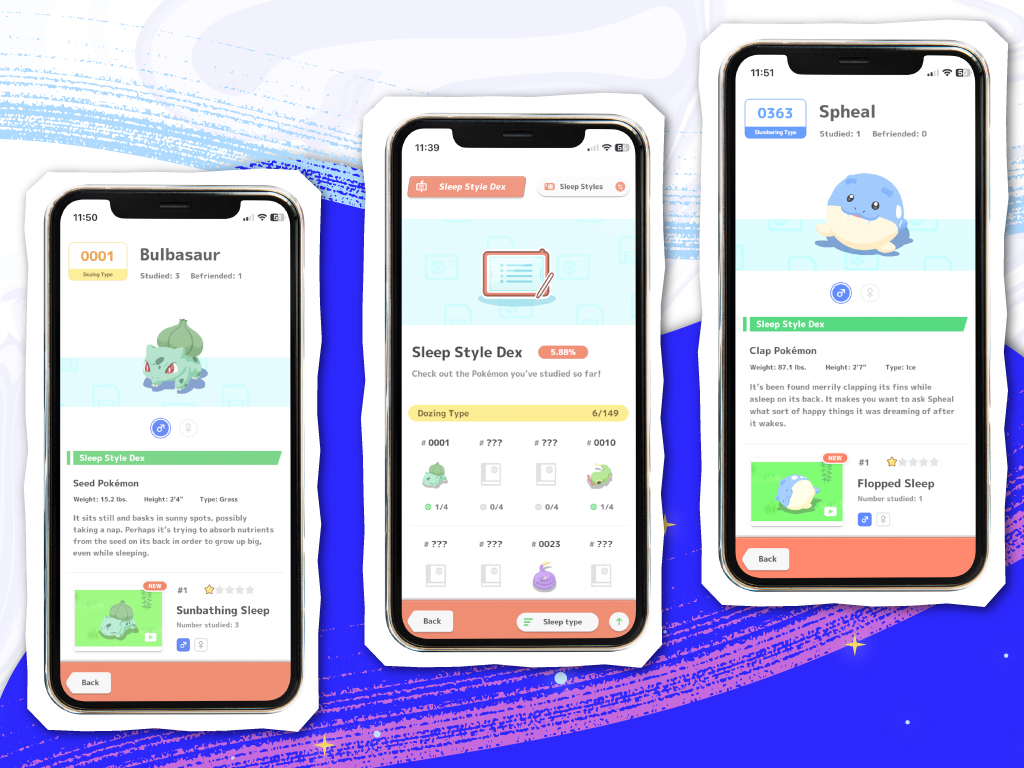 11:50
0001
Dozing Type
Bulbasaur
Studied: 3 Befriended: 1
Sleep Style Dex
Seed Pokémon
Weight: 15.2 lbs. Height: 2'4" Type: Grass
It sits still and basks in sunny spots, possibly
taking a nap. Perhaps it's trying to absorb nutrients
from the seed on its back in order to grow up big,
even while sleeping.
NEW
#1
Sunbathing Sleep
Number studied: 3
Back
11:39
Sleep Style Dex
Sleep Styles
Sleep Style Dex 5.88%
Check out the Pokémon you've studied so far!
Dozing Type 6/149
# 0001 # ??? # ??? # 0010
1/4 0/4 0/4 1/4
# ??? # ??? # 0023 # ???
Back
Sleep type
11:51
0363
Slumbering Type
Spheal
Studied: 1 Befriended: 0
Sleep Style Dex
Clap Pokémon
Weight: 87.1 lbs. Height: 2'7" Type: Ice
It's been found merrily clapping its fins while
asleep on its back. It makes you want to ask Spheal
what sort of happy things it was dreaming of after
it wakes.
NEW
#1
Flopped Sleep
Number studied: 1
Back